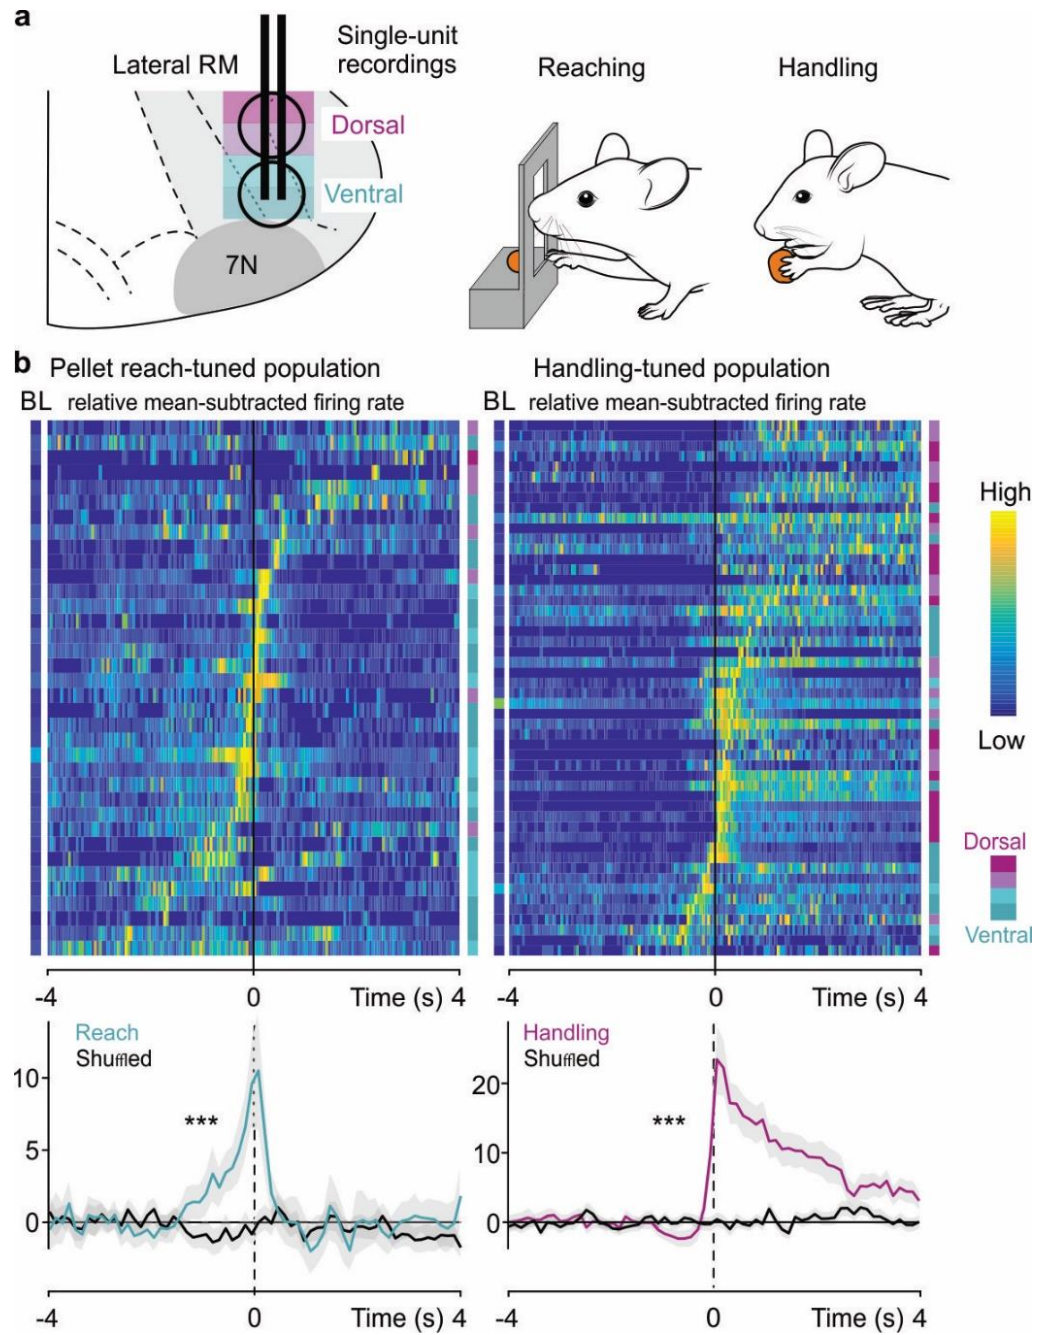 a
Single-unit
recordings
Lateral RM
Dorsal
Ventral
7N
Reaching
Handling
b Pellet reach-tuned population
BL relative mean-subtracted firing rate
Handling-tuned population
BL relative mean-subtracted firing rate
High
Low
Dorsal
Ventral
-4 0 Time (s) 4
-4 0 Time (s) 4
Reach
Shuffled
10
5
0
***
-4 0 Time (s) 4
Handling
Shuffled
20
10
0
***
-4 0 Time (s) 4